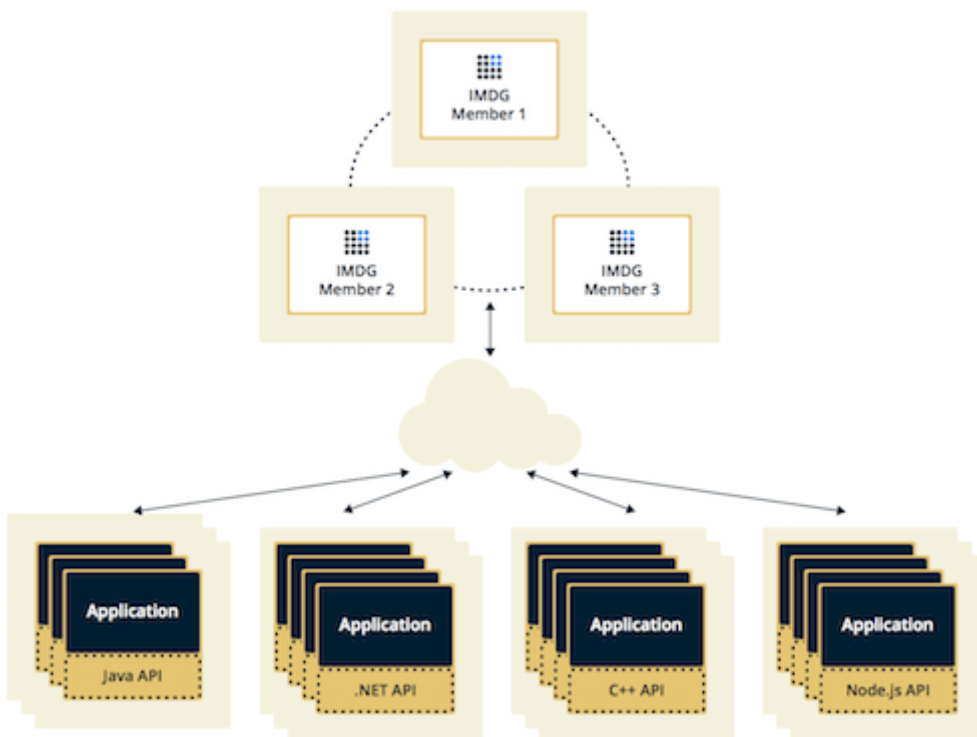 IMDG
Member 1
IMDG
Member 2
IMDG
Member 3
Application
Java API
Application
.NET API
Application
C++ API
Application
Node.js API